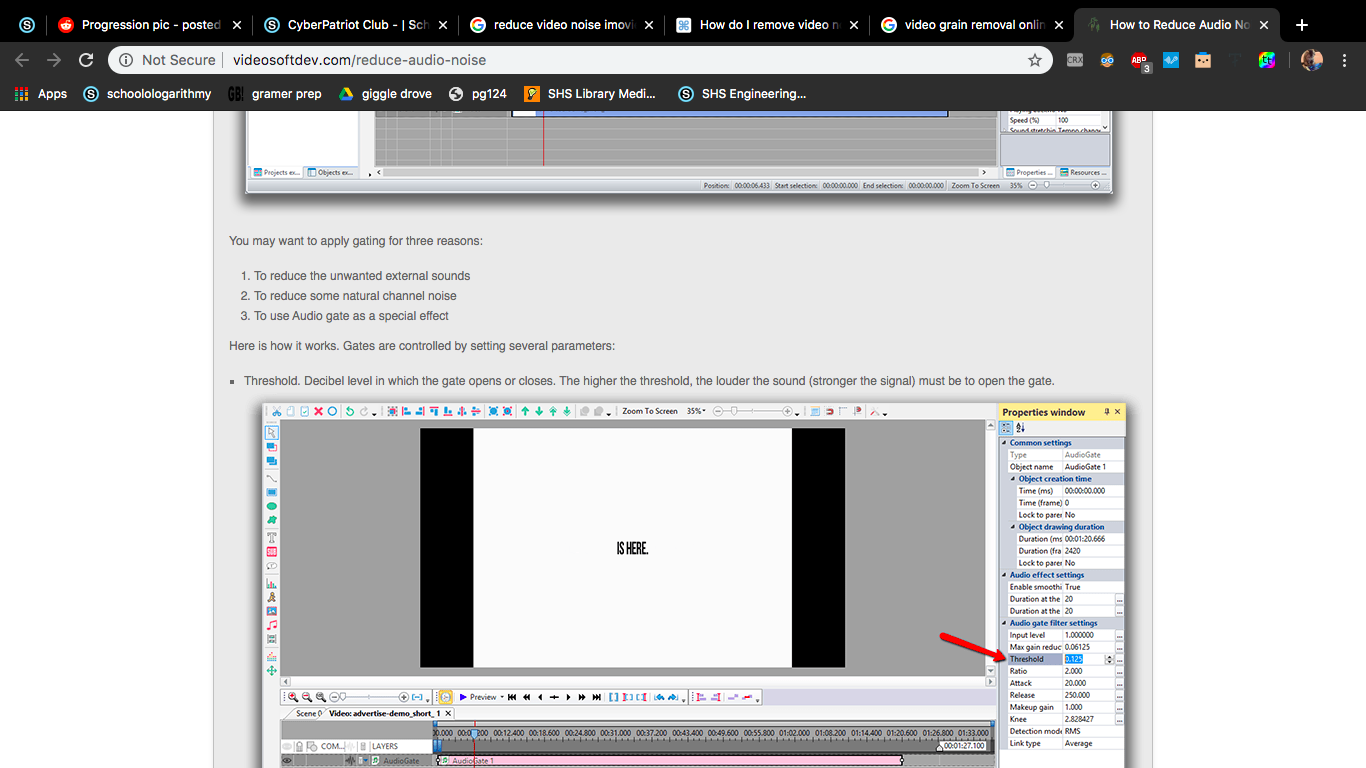 Progression pic - posted
CyberPatriot Club - | Sch
reduce video noise imovi
How do I remove video n
video grain removal onlin
How to Reduce Audio No
Not Secure | videosoftdev.com/reduce-audio-noise
CRX ABP 3
Apps schoolologarithmy GB! gramer prep giggle drove pg124 SHS Library Medi... SHS Engineering...
Speed (%) 100
Sound stretchin Tempo change
Projects ex... Objects ex... Properties ... Resources ...
Position: 00:00:06.433 Start selection: 00:00:00.000 End selection: 00:00:00.000 Zoom To Screen 35%
You may want to apply gating for three reasons:
1. To reduce the unwanted external sounds
2. To reduce some natural channel noise
3. To use Audio gate as a special effect
Here is how it works. Gates are controlled by setting several parameters:
Threshold. Decibel level in which the gate opens or closes. The higher the threshold, the louder the sound (stronger the signal) must be to open the gate.
Zoom To Screen 35%
Properties window
Common settings
Type AudioGate
Object name AudioGate 1
Object creation time
Time (ms) 00:00:00.000
Time (frame) 0
Lock to parer No
Object drawing duration
Duration (ms 00:01:20.666
Duration (fra 2420
Lock to parer No
Audio effect settings
Enable smoothi True
Duration at the 20
Duration at the 20
Audio gate filter settings
Input level 1.000000
Max gain reduc 0.06125
Threshold 0.125
Ratio 2.000
Attack 20.000
Release 250.000
Makeup gain 1.000
Knee 2.828427
Detection mode RMS
Link type Average
IS HERE.
Preview
Scene 0 Video: advertise-demo_short_1
00.000 00:0 .200 00:12.400 00:18.600 00:24.800 00:31.000 00:37.200 00:43.400 00:49.600 00:55.800 01:02.000 01:08.200 01:14.400 01:20.600 01:26.800 01:33.000
00:01:27.100
COM... LAYERS
AudioGate AudioGate 1